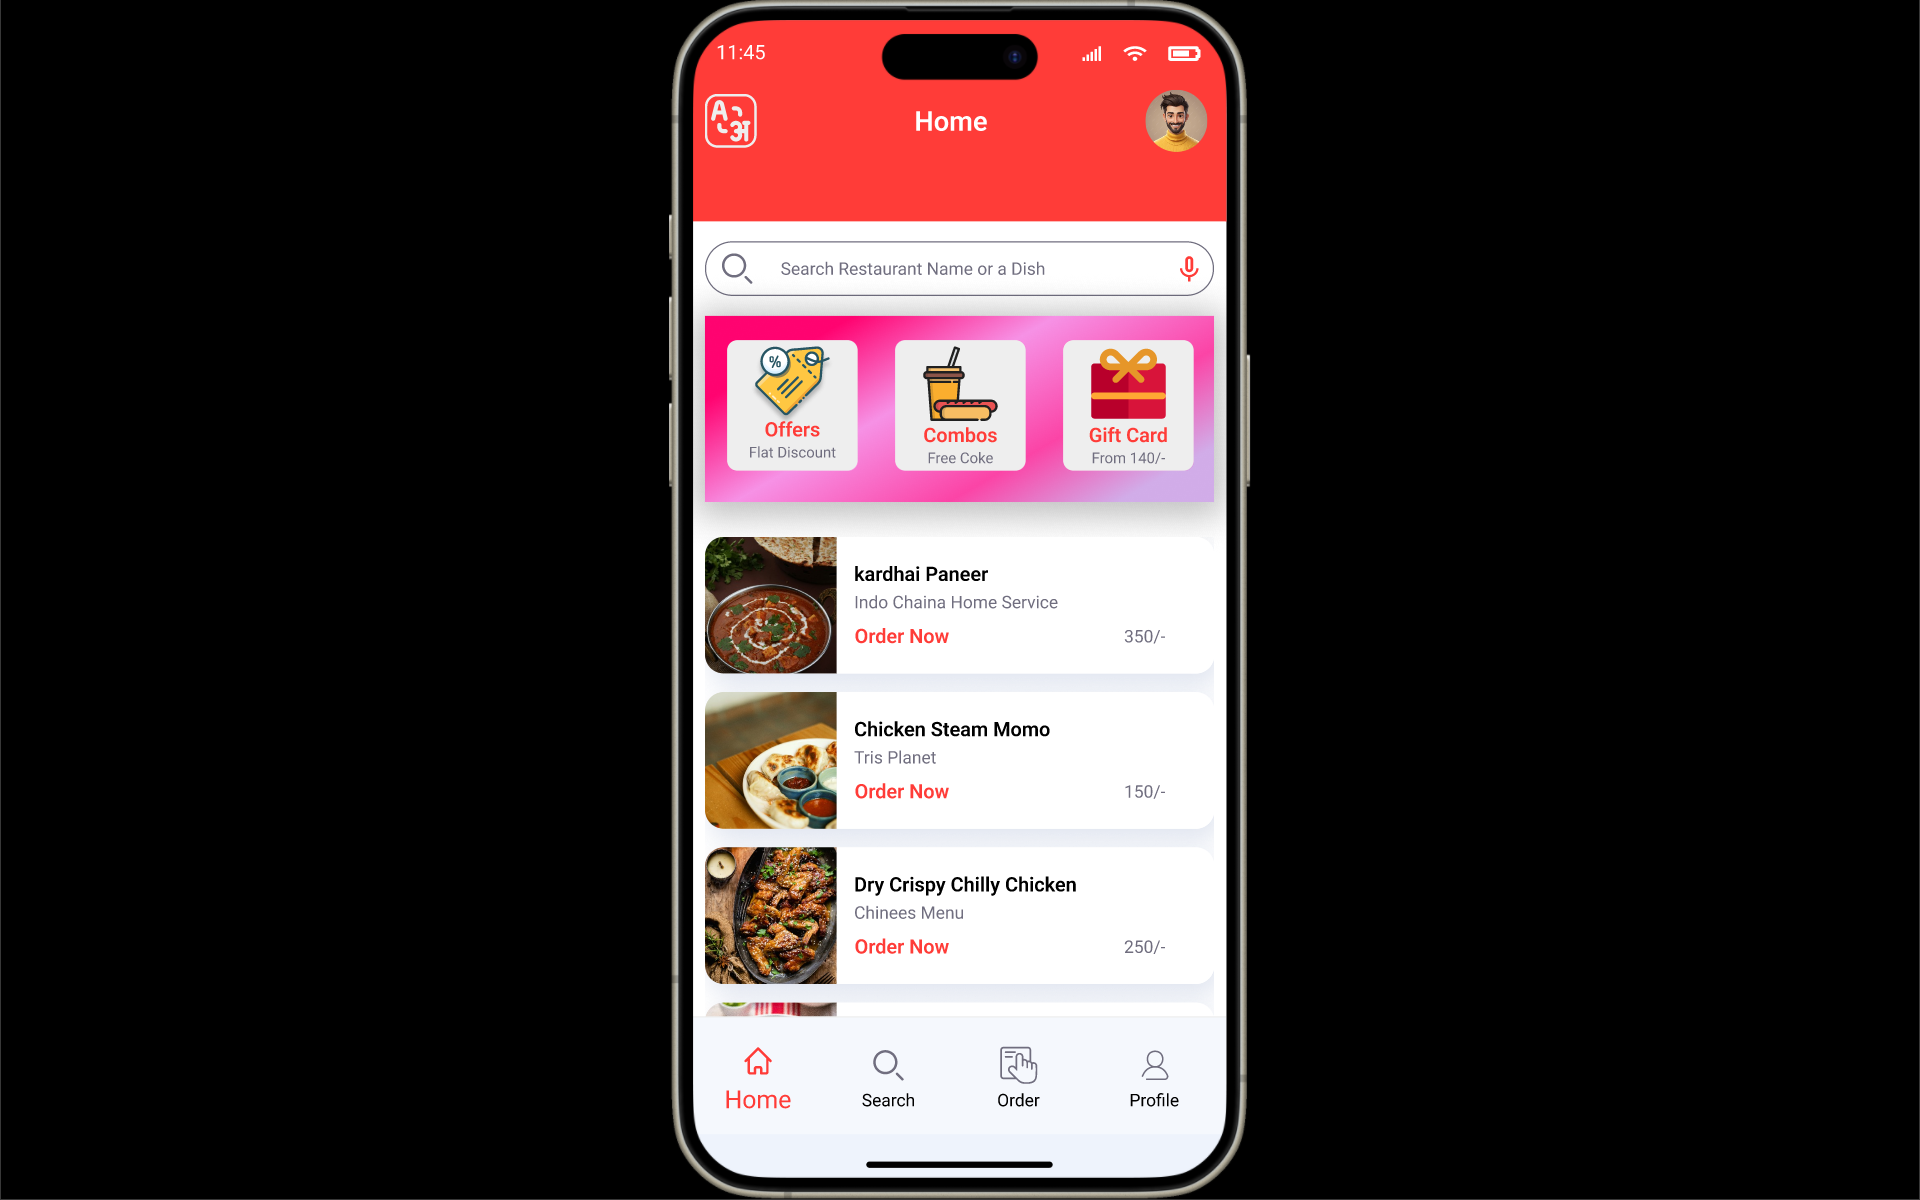 11:45
A अ
Home
Search Restaurant Name or a Dish
%
Offers
Flat Discount
Combos
Free Coke
Gift Card
From 140/-
kardhai Paneer
Indo Chaina Home Service
Order Now 350/-
Chicken Steam Momo
Tris Planet
Order Now 150/-
Dry Crispy Chilly Chicken
Chinees Menu
Order Now 250/-
Home Search Order Profile